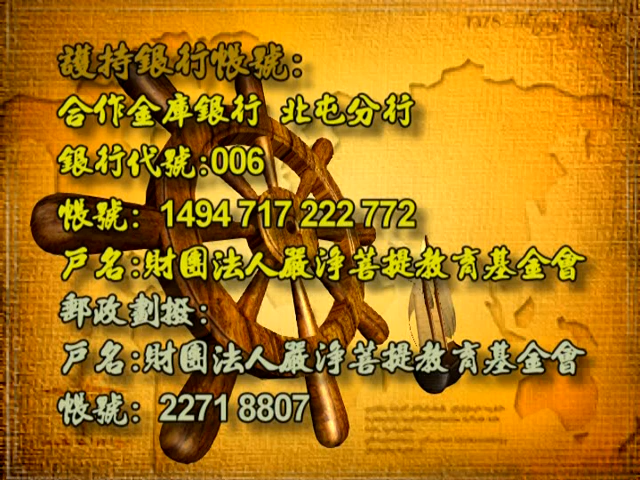 護持銀行帳號:
合作金庫銀行 北屯分行
銀行代號:006
帳號: 1494 717 222 772
戶名:財團法人嚴淨菩提教育基金會
郵政劃撥:
戶名:財團法人嚴淨菩提教育基金會
帳號: 2271 8807